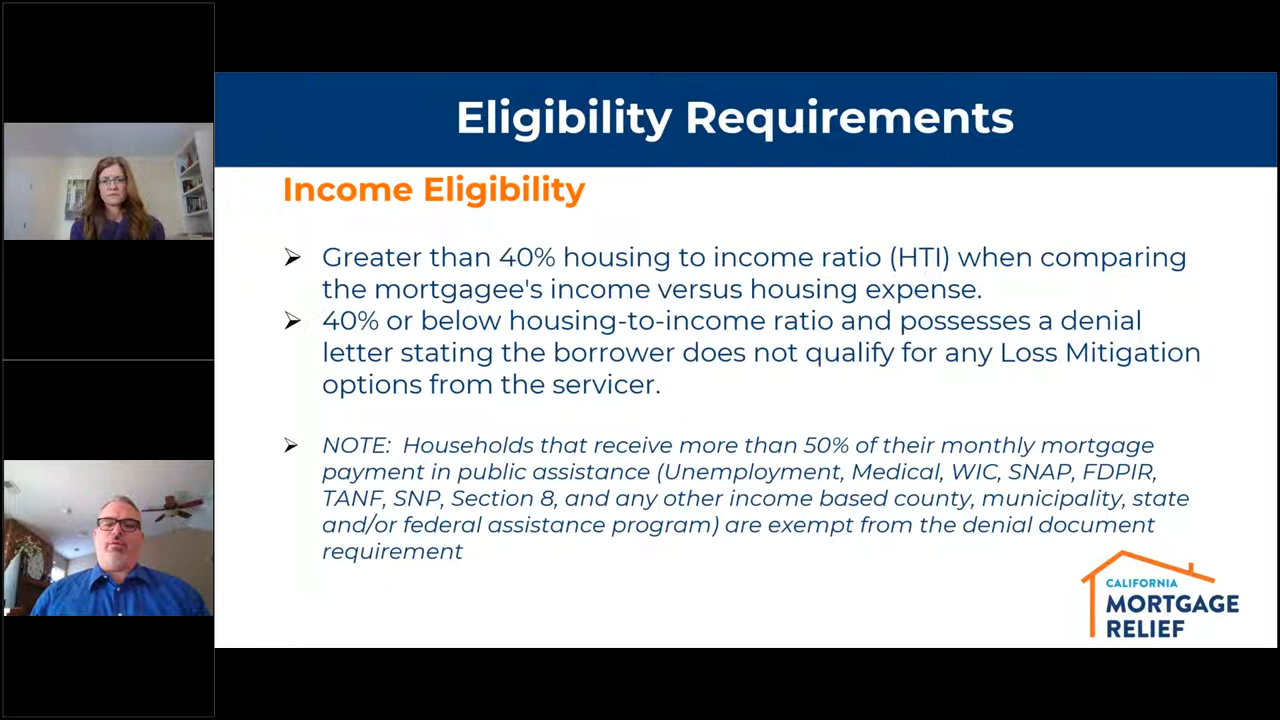 Eligibility Requirements
Income Eligibility
Greater than 40% housing to income ratio (HTI) when comparing
the mortgagee's income versus housing expense.
40% or below housing-to-income ratio and possesses a denial
letter stating the borrower does not qualify for any Loss Mitigation
options from the servicer.
NOTE: Households that receive more than 50% of their monthly mortgage
payment in public assistance (Unemployment, Medical, WIC, SNAP, FDPIR,
TANF, SNP, Section 8, and any other income based county, municipality, state
and/or federal assistance program) are exempt from the denial document
requirement
CALIFORNIA
MORTGAGE
RELIEF